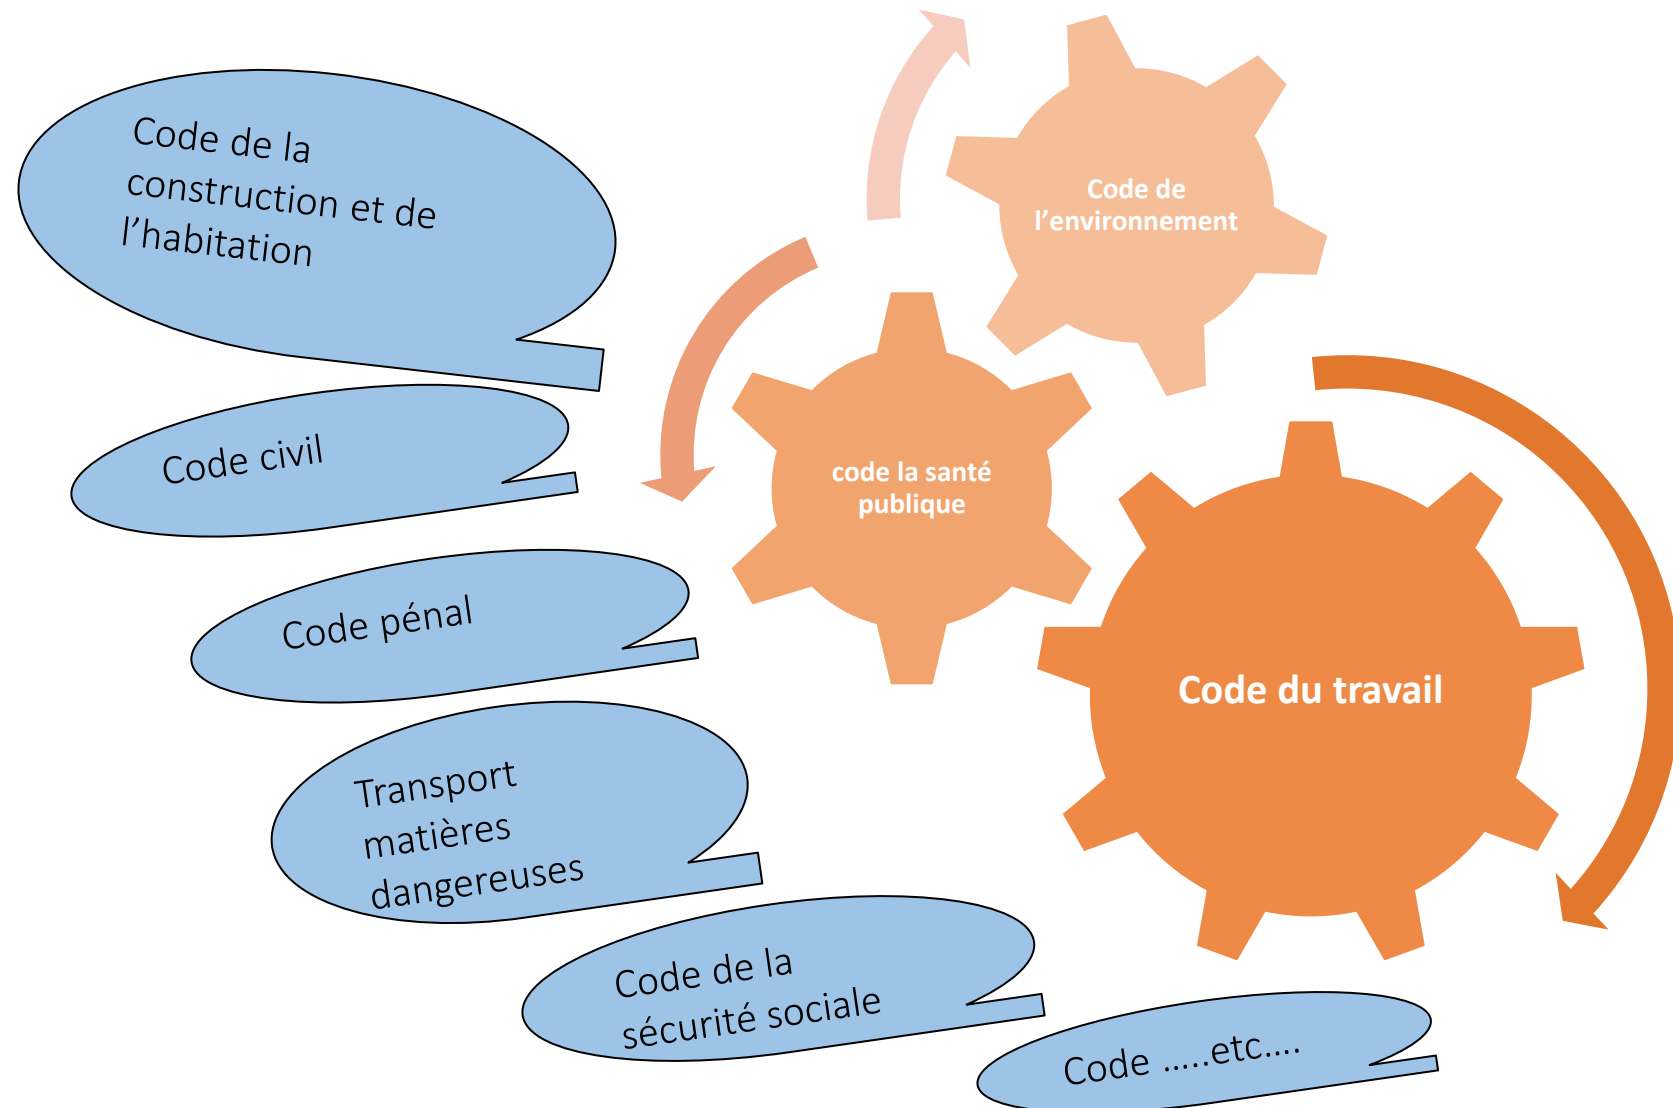 Code de la
construction et de
l’habitation
Code de
l’environnement
Code civil
code la santé
publique
Code pénal
Code du travail
Transport
matières
dangereuses
Code de la
sécurité sociale
Code .....etc....